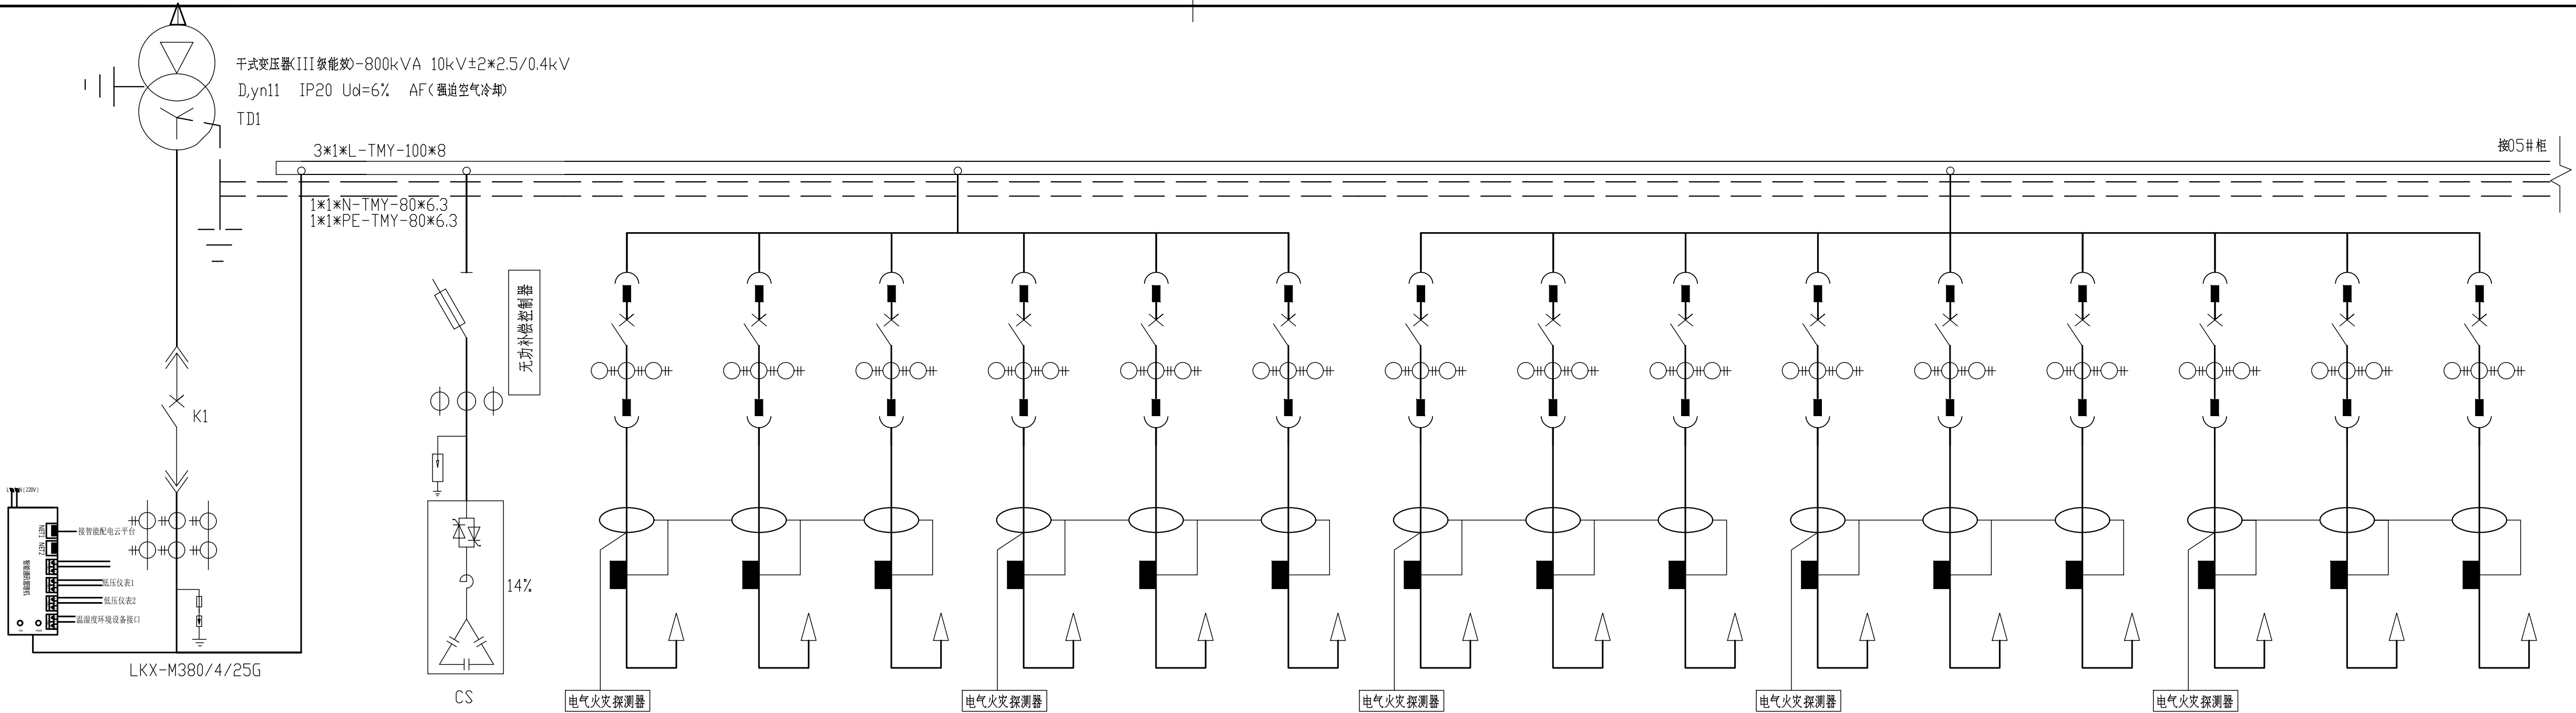 干式变压器(III级能效)-800kVA 10kV±2*2.5/0.4kV
D,yn11 IP20 Ud=6% AF(强迫空气冷却)
TD1
3*1*L-TMY-100*8
接05#柜
1*1*N-TMY-80*6.3
1*1*PE-TMY-80*6.3
无功补偿控制器
K1
NET1
接智能配电云平台
NET2
低压仪表1
低压仪表2
温湿度环境设备接口
LKX-M380/4/25G
14%
CS
电气火灾探测器
电气火灾探测器
电气火灾探测器
电气火灾探测器
电气火灾探测器